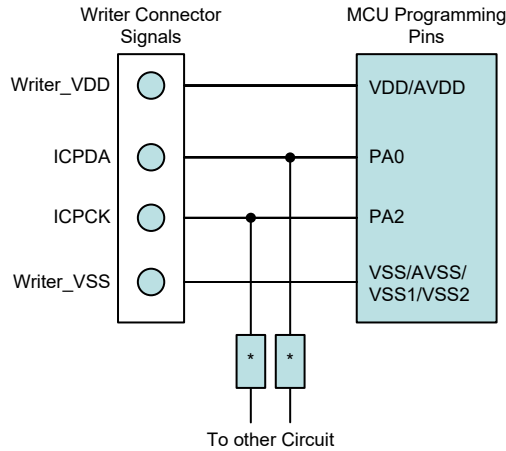 Writer Connector
Signals
MCU Programming
Pins
Writer_VDD
VDD/AVDD
ICPDA
PA0
ICPCK
PA2
Writer_VSS
VSS/AVSS/
VSS1/VSS2
*
*
To other Circuit